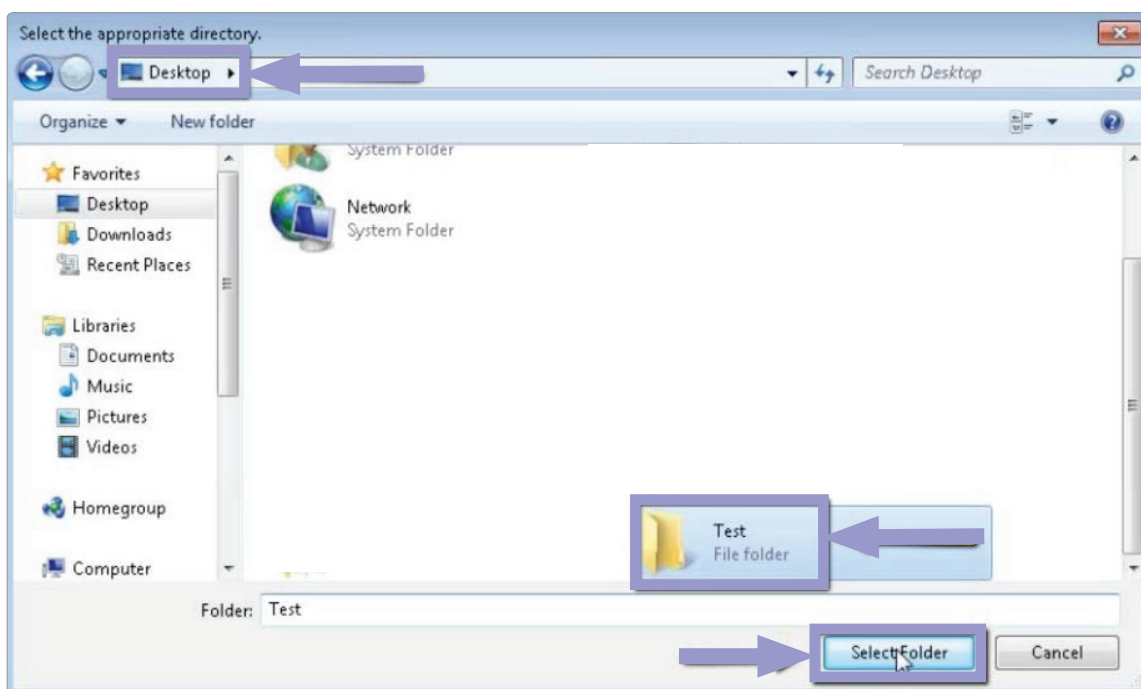 Select the appropriate directory.
Desktop
Search Desktop
Organize
New folder
Favorites
Desktop
Downloads
Recent Places
Libraries
Documents
Music
Pictures
Videos
Homegroup
Computer
System Folder
Network
System Folder
Test
File folder
Folder: Test
Select Folder
Cancel